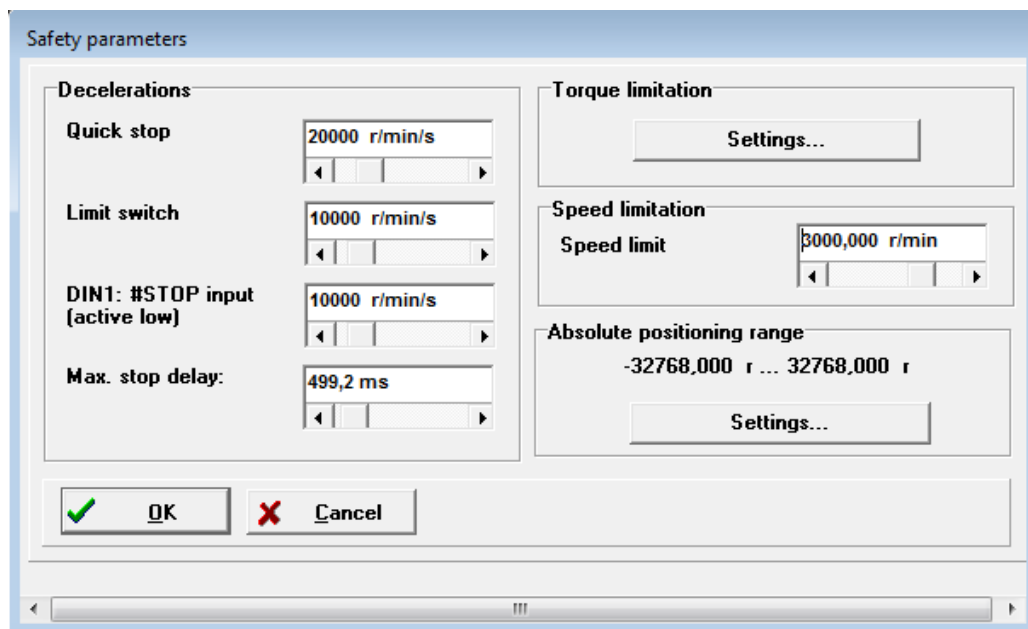 Safety parameters
Decelerations
Quick stop
20000 r/min/s
Limit switch
10000 r/min/s
DIN1: #STOP input
(active low)
10000 r/min/s
Max. stop delay:
499,2 ms
Torque limitation
Settings...
Speed limitation
Speed limit
3000,000 r/min
Absolute positioning range
-32768,000 r ... 32768,000 r
Settings...
OK
Cancel